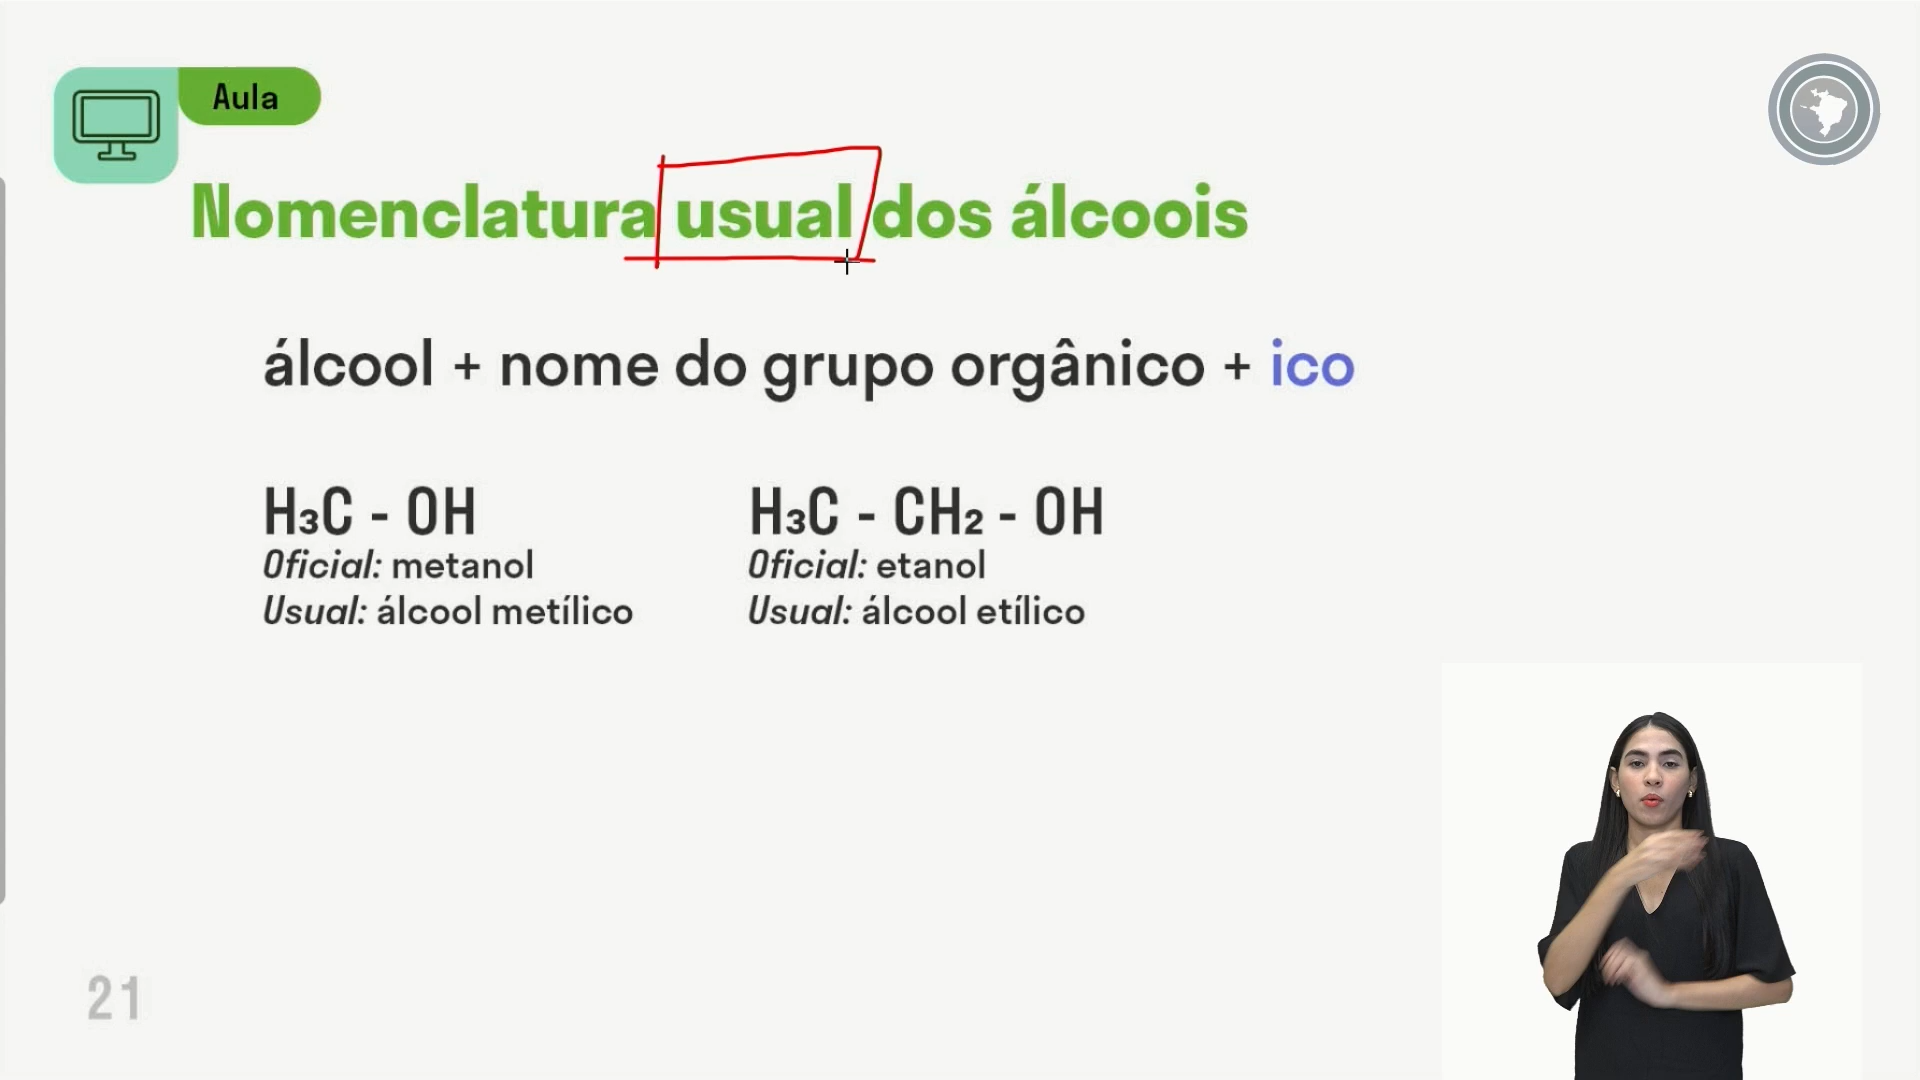 Aula
Nomenclatura usual dos álcoois
álcool + nome do grupo orgânico + ico
H₃C - OH
Oficial: metanol
Usual: álcool metílico
H₃C - CH₂ - OH
Oficial: etanol
Usual: álcool etílico
21